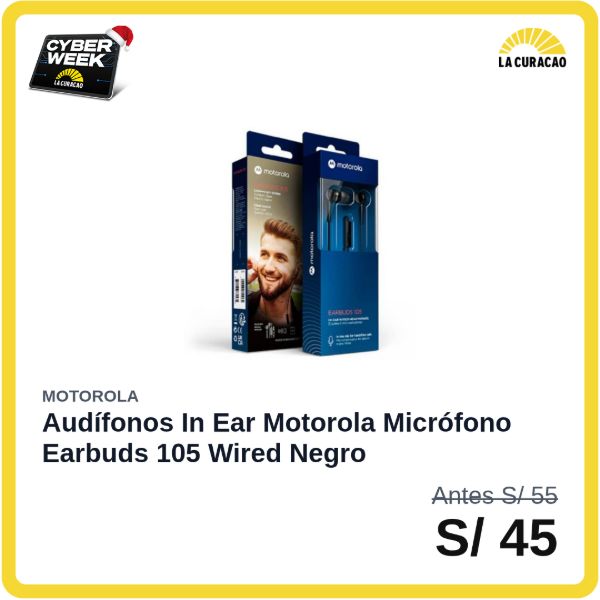 CYBER
WEEK
LA CURACAO
LA CURACAO
motorola
motorola
motorola
EARBUDS 105
MOTOROLA
Audífonos In Ear Motorola Micrófono
Earbuds 105 Wired Negro
Antes S/ 55
S/ 45